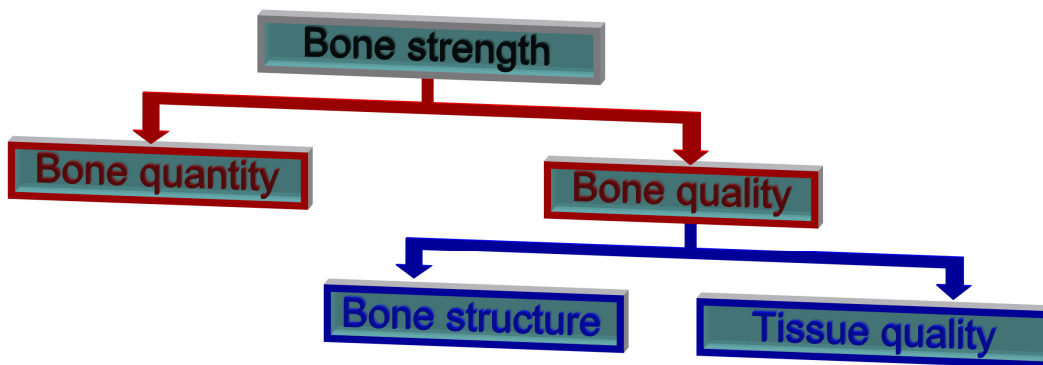 Bone strength
Bone quantity
Bone quality
Bone structure
Tissue quality